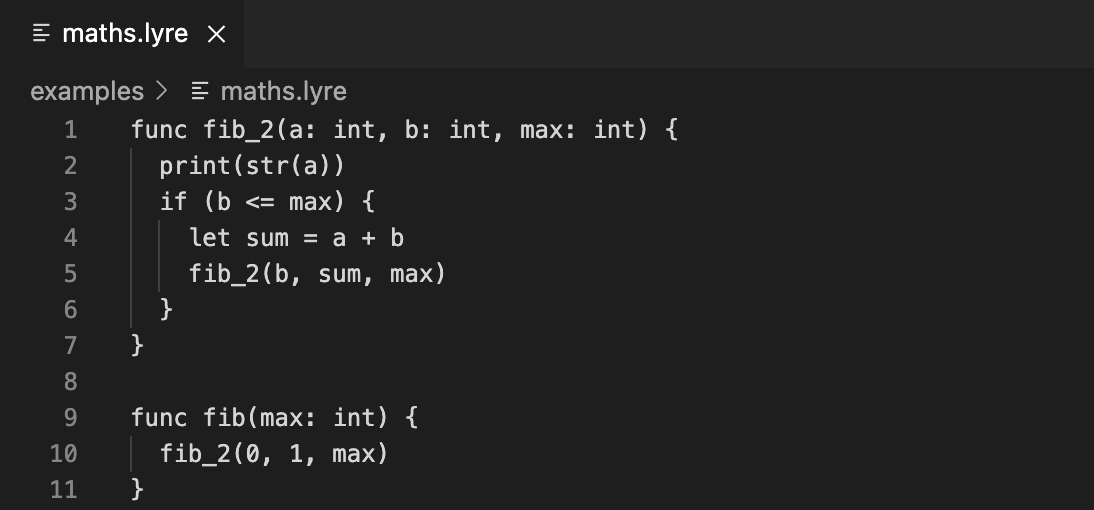 maths.lyre
examples > maths.lyre
1 func fib_2(a: int, b: int, max: int) {
2   print(str(a))
3   if (b <= max) {
4     let sum = a + b
5     fib_2(b, sum, max)
6   }
7 }
8
9 func fib(max: int) {
10   fib_2(0, 1, max)
11 }